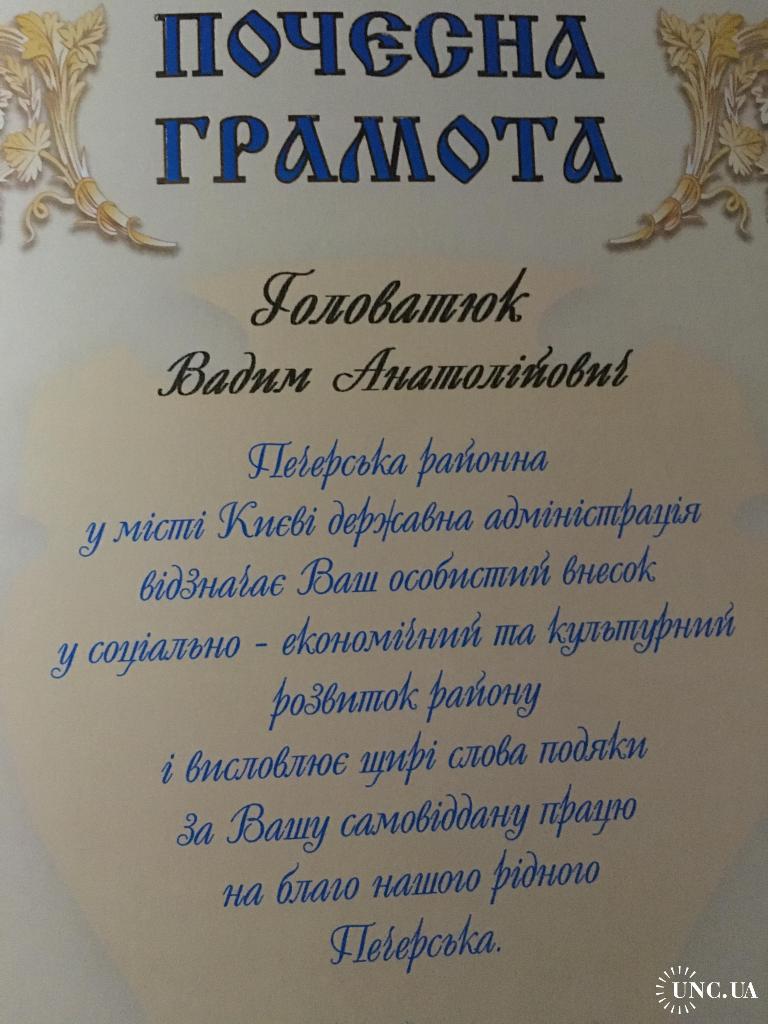 ПОЧЕСНА
ГРАМОТА
Головатюк
Вадим Анатолійович
Печерська районна
у місті Києві державна адміністрація
відзначає Ваш особистий внесок
у соціально - економічний та культурний
розвиток району
і висловлює щирі слова подяки
за Вашу самовіддану працю
на благо нашого рідного
Печерська.
UNC.UA